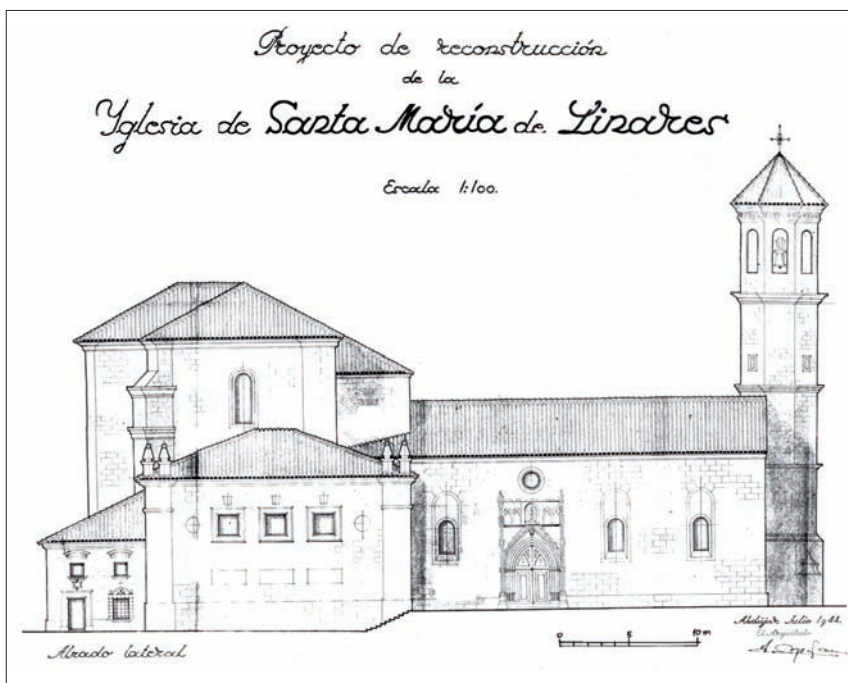 Proyecto de reconstrucción
de la
Yglesia de Santa María de Linares
Escala 1:100.
0 5 10 m
Julio 1944.
El Arquitecto
Alzado lateral